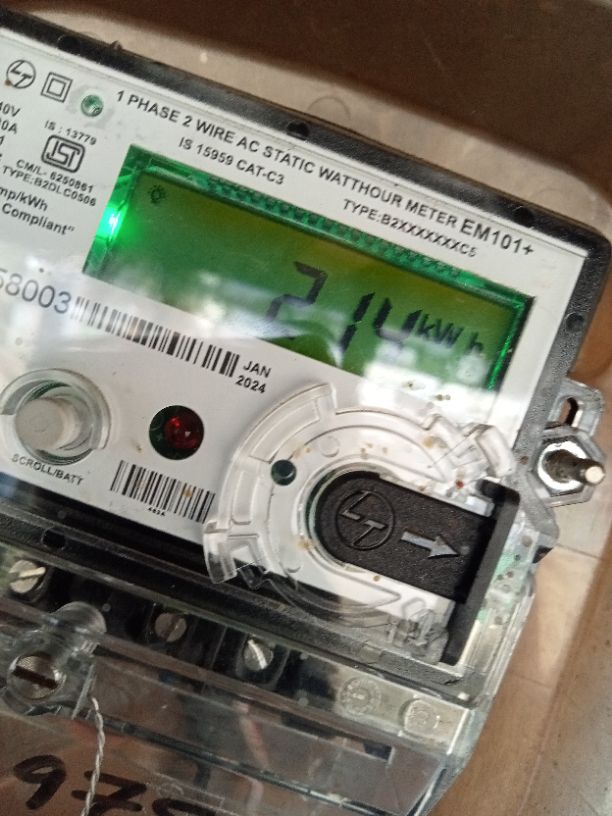 1 PHASE 2 WIRE AC STATIC WATTHOUR METER EM101+
IS 15959 CAT-C3
TYPE:B2XXXXXXXC5
IS : 13779
CM/L- 6250861
TYPE:B2DLC0506
mp/kWh
Compliant"
214 kWh
58003
JAN
2024
SCROLL/BATT
LT